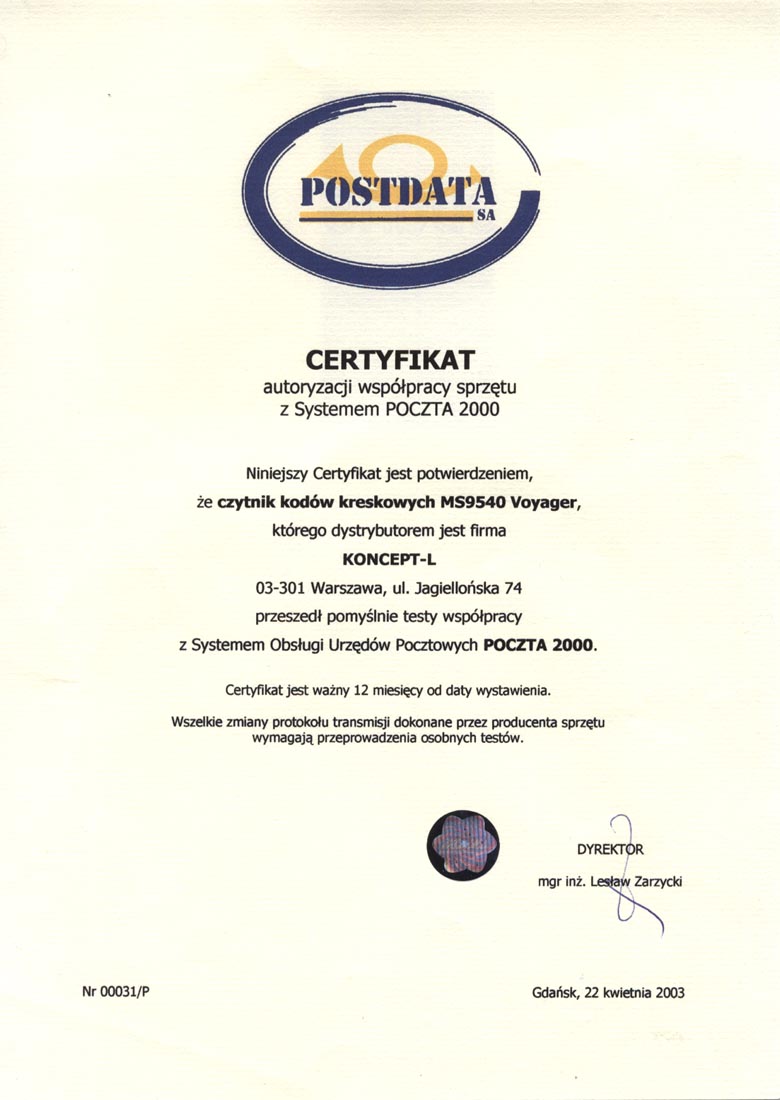 POSTDATA
SA
CERTYFIKAT
autoryzacji współpracy sprzętu
z Systemem POCZTA 2000
Niniejszy Certyfikat jest potwierdzeniem,
że czytnik kodów kreskowych MS9540 Voyager,
którego dystrybutorem jest firma
KONCEPT-L
03-301 Warszawa, ul. Jagiellońska 74
przeszedł pomyślnie testy współpracy
z Systemem Obsługi Urzędów Pocztowych POCZTA 2000.
Certyfikat jest ważny 12 miesięcy od daty wystawienia.
Wszelkie zmiany protokołu transmisji dokonane przez producenta sprzętu
wymagają przeprowadzenia osobnych testów.
DYREKTOR
mgr inż. Lesław Zarzycki
Nr 00031/P
Gdańsk, 22 kwietnia 2003